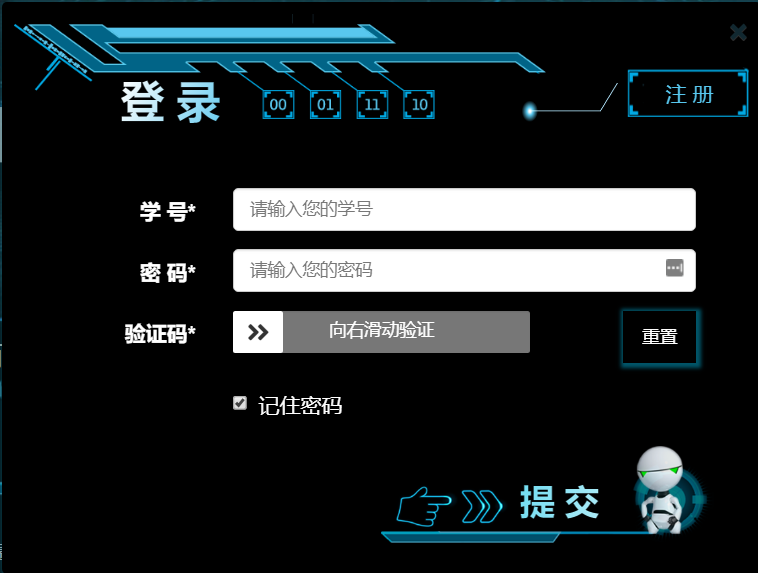 登录
00 01 11 10
注册
学号*
请输入您的学号
密码*
请输入您的密码
验证码*
向右滑动验证
重置
记住密码
提交